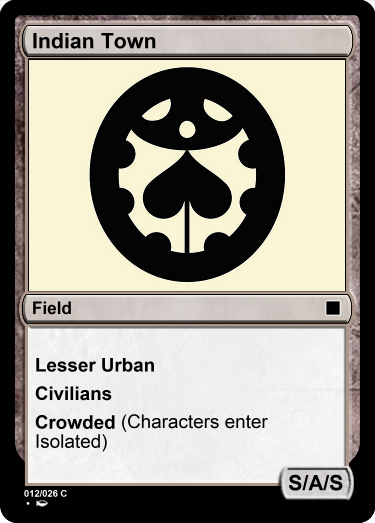 Indian Town
Field
Lesser Urban
Civilians
Crowded (Characters enter
Isolated)
S/A/S
012/026 C